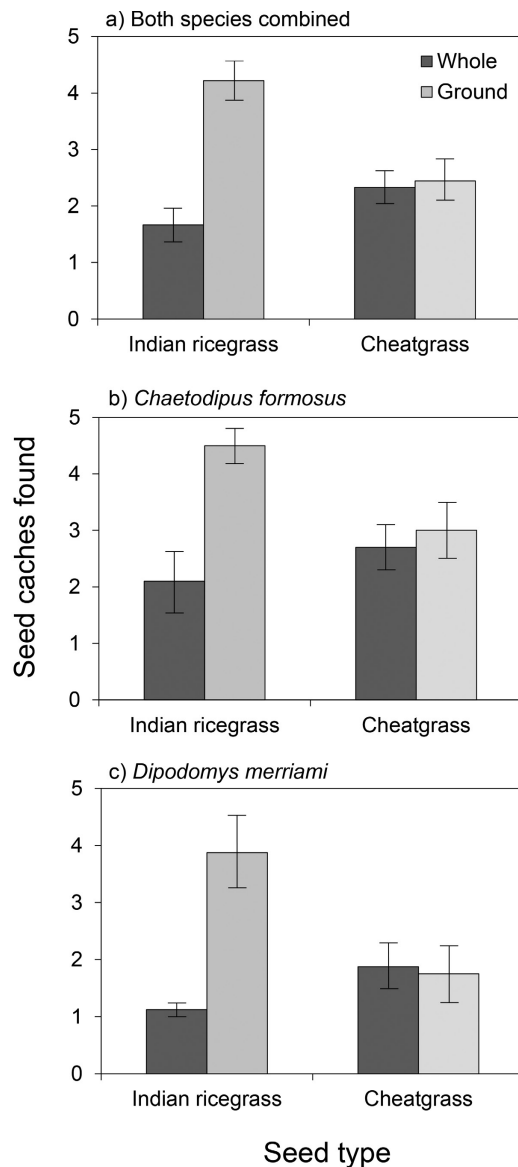 a) Both species combined
5
4
3
2
1
0
Whole
Ground
Indian ricegrass
Cheatgrass
b) Chaetodipus formosus
5
4
3
2
1
0
Indian ricegrass
Cheatgrass
c) Dipodomys merriami
5
4
3
2
1
0
Indian ricegrass
Cheatgrass
Seed caches found
Seed type